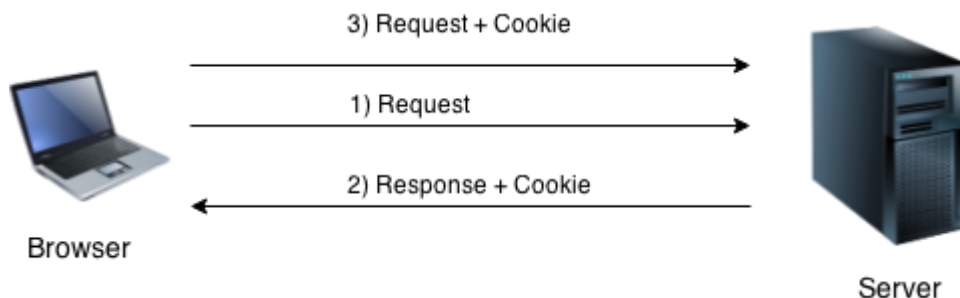 3) Request + Cookie
1) Request
2) Response + Cookie
Browser
Server